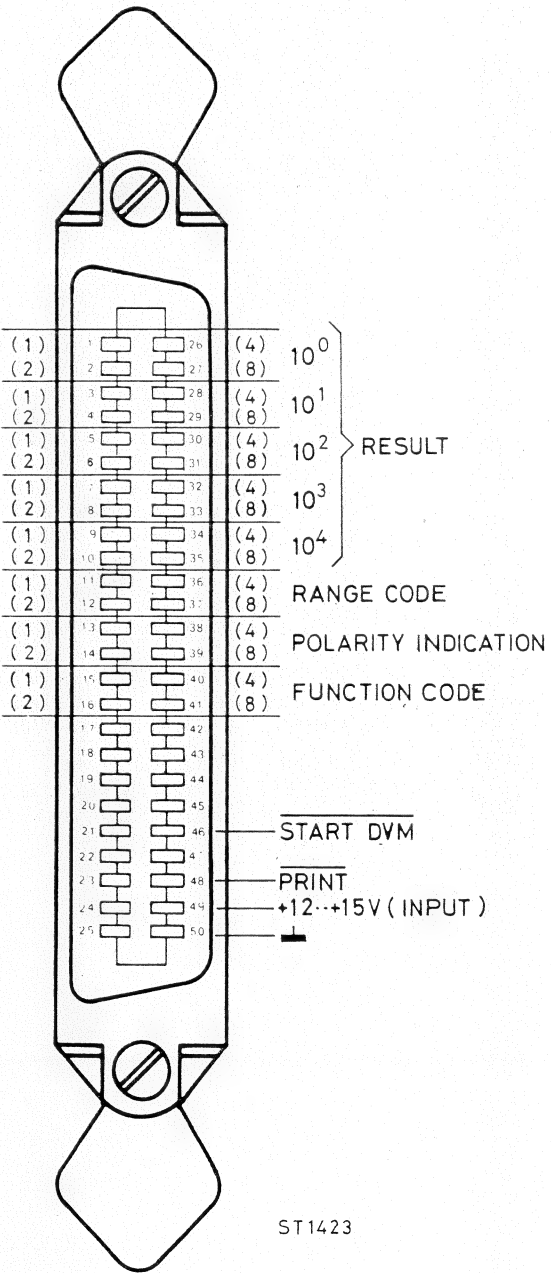 (1) 1 26 (4) 10⁰
(2) 2 27 (8)
(1) 3 28 (4) 10¹
(2) 4 29 (8)
(1) 5 30 (4) 10²
(2) 6 31 (8)
RESULT
(1) 7 32 (4) 10³
(2) 8 33 (8)
(1) 9 34 (4) 10⁴
(2) 10 35 (8)
(1) 11 36 (4) RANGE CODE
(2) 12 37 (8)
(1) 13 38 (4) POLARITY INDICATION
(2) 14 39 (8)
(1) 15 40 (4) FUNCTION CODE
(2) 16 41 (8)
17 42
18 43
19 44
20 45
21 46 START DVM
22 47
23 48 PRINT
24 49 +12··+15V (INPUT)
25 50
ST1423